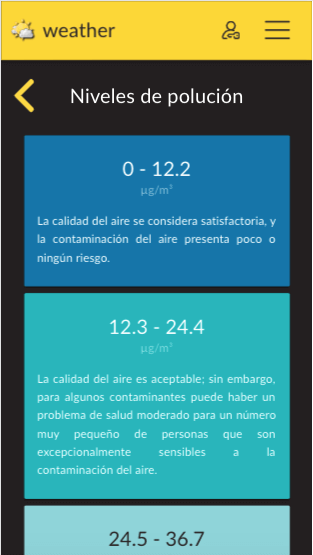 weather
Niveles de polución
0 - 12.2
µg/m³
La calidad del aire se considera satisfactoria, y
la contaminación del aire presenta poco o
ningún riesgo.
12.3 - 24.4
µg/m³
La calidad del aire es aceptable; sin embargo,
para algunos contaminantes puede haber un
problema de salud moderado para un número
muy pequeño de personas que son
excepcionalmente sensibles a la
contaminación del aire.
24.5 - 36.7